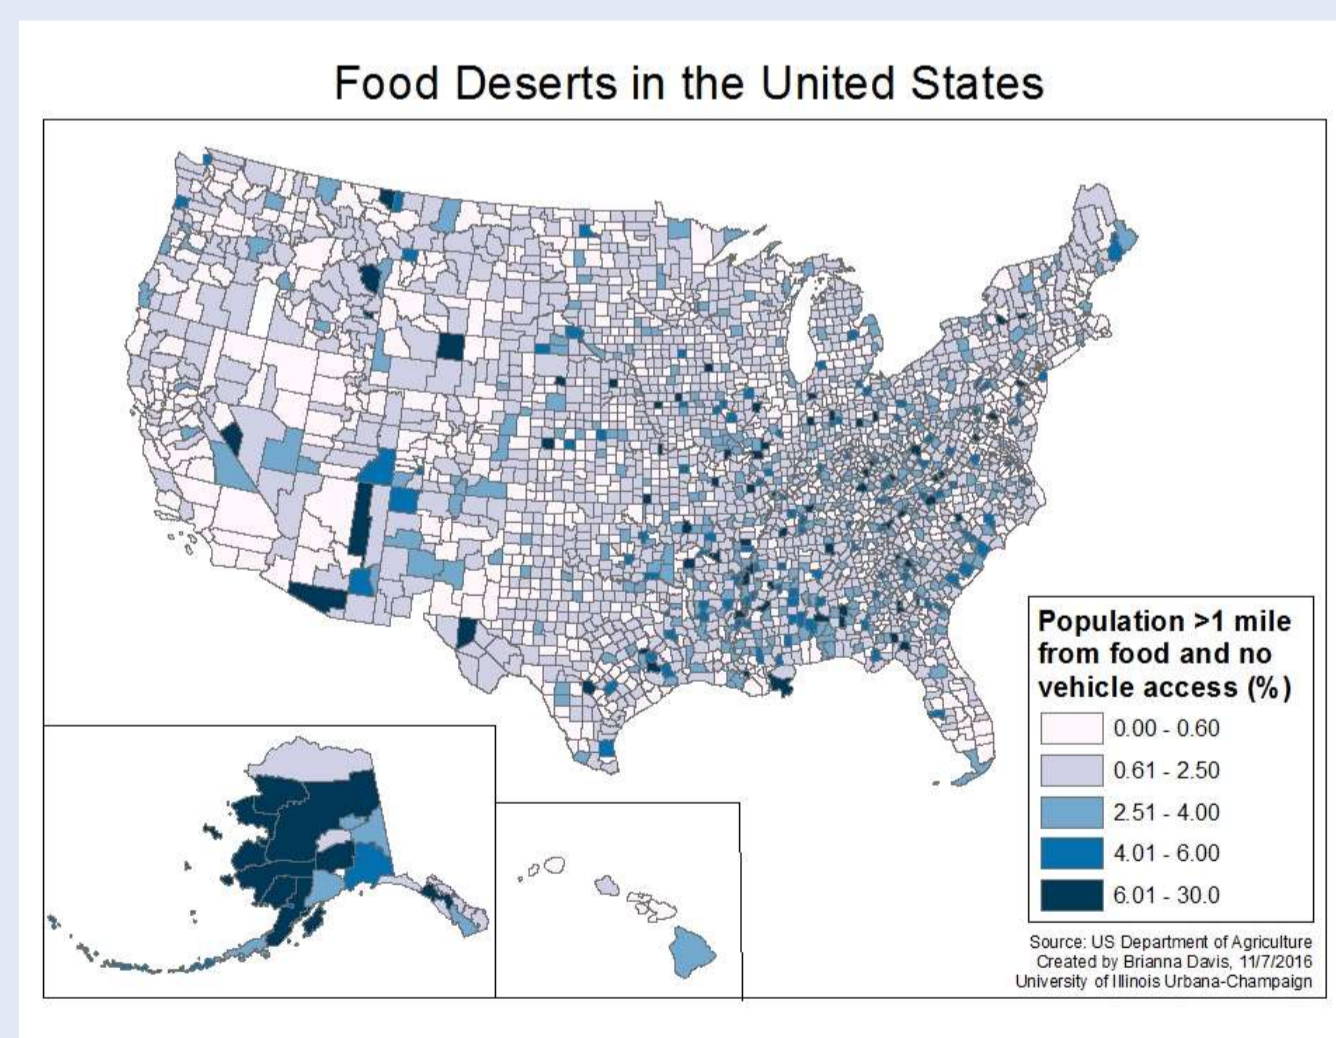 Food Deserts in the United States
Population >1 mile
from food and no
vehicle access (%)
0.00 - 0.60
0.61 - 2.50
2.51 - 4.00
4.01 - 6.00
6.01 - 30.0
Source: US Department of Agriculture
Created by Brianna Davis, 11/7/2016
University of Illinois Urbana-Champaign